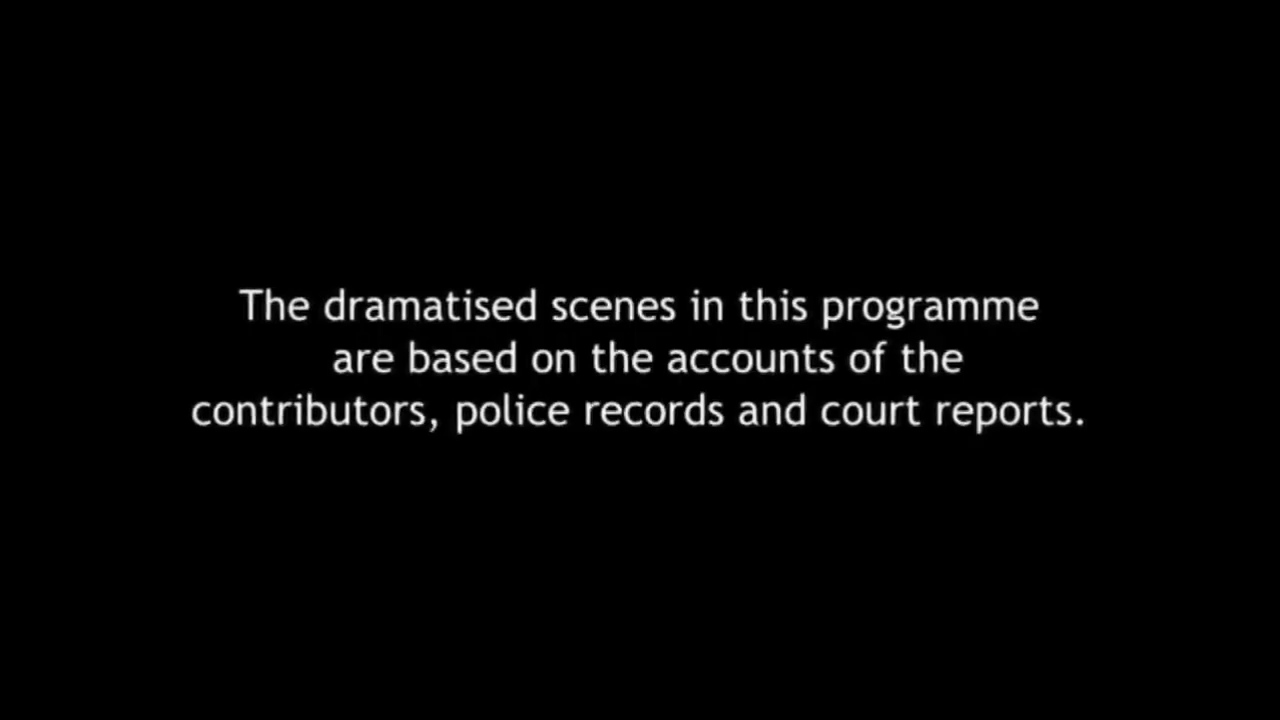 The dramatised scenes in this programme
are based on the accounts of the
contributors, police records and court reports.